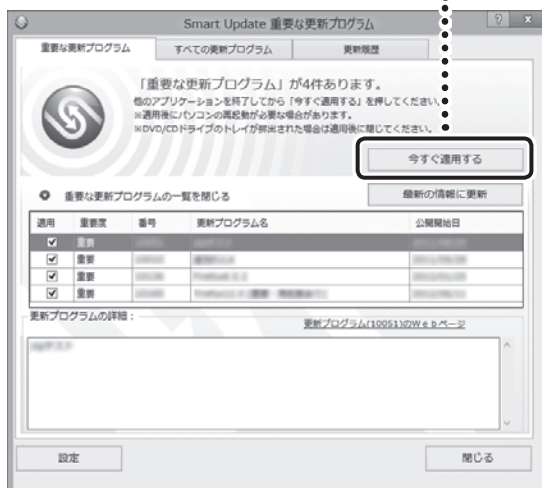 Smart Update 重要な更新プログラム
重要な更新プログラム
すべての更新プログラム
更新履歴
「重要な更新プログラム」が4件あります。
他のアプリケーションを終了してから「今すぐ適用する」を押してください。
※適用後にパソコンの再起動が必要な場合があります。
※DVD/CDドライブのトレイが排出された場合は適用後に閉じてください。
今すぐ適用する
重要な更新プログラムの一覧を閉じる
最新の情報に更新
適用 重要度 番号 更新プログラム名 公開開始日
重要
重要
重要
重要
更新プログラムの詳細:
更新プログラム(10051)のWebページ
設定
閉じる